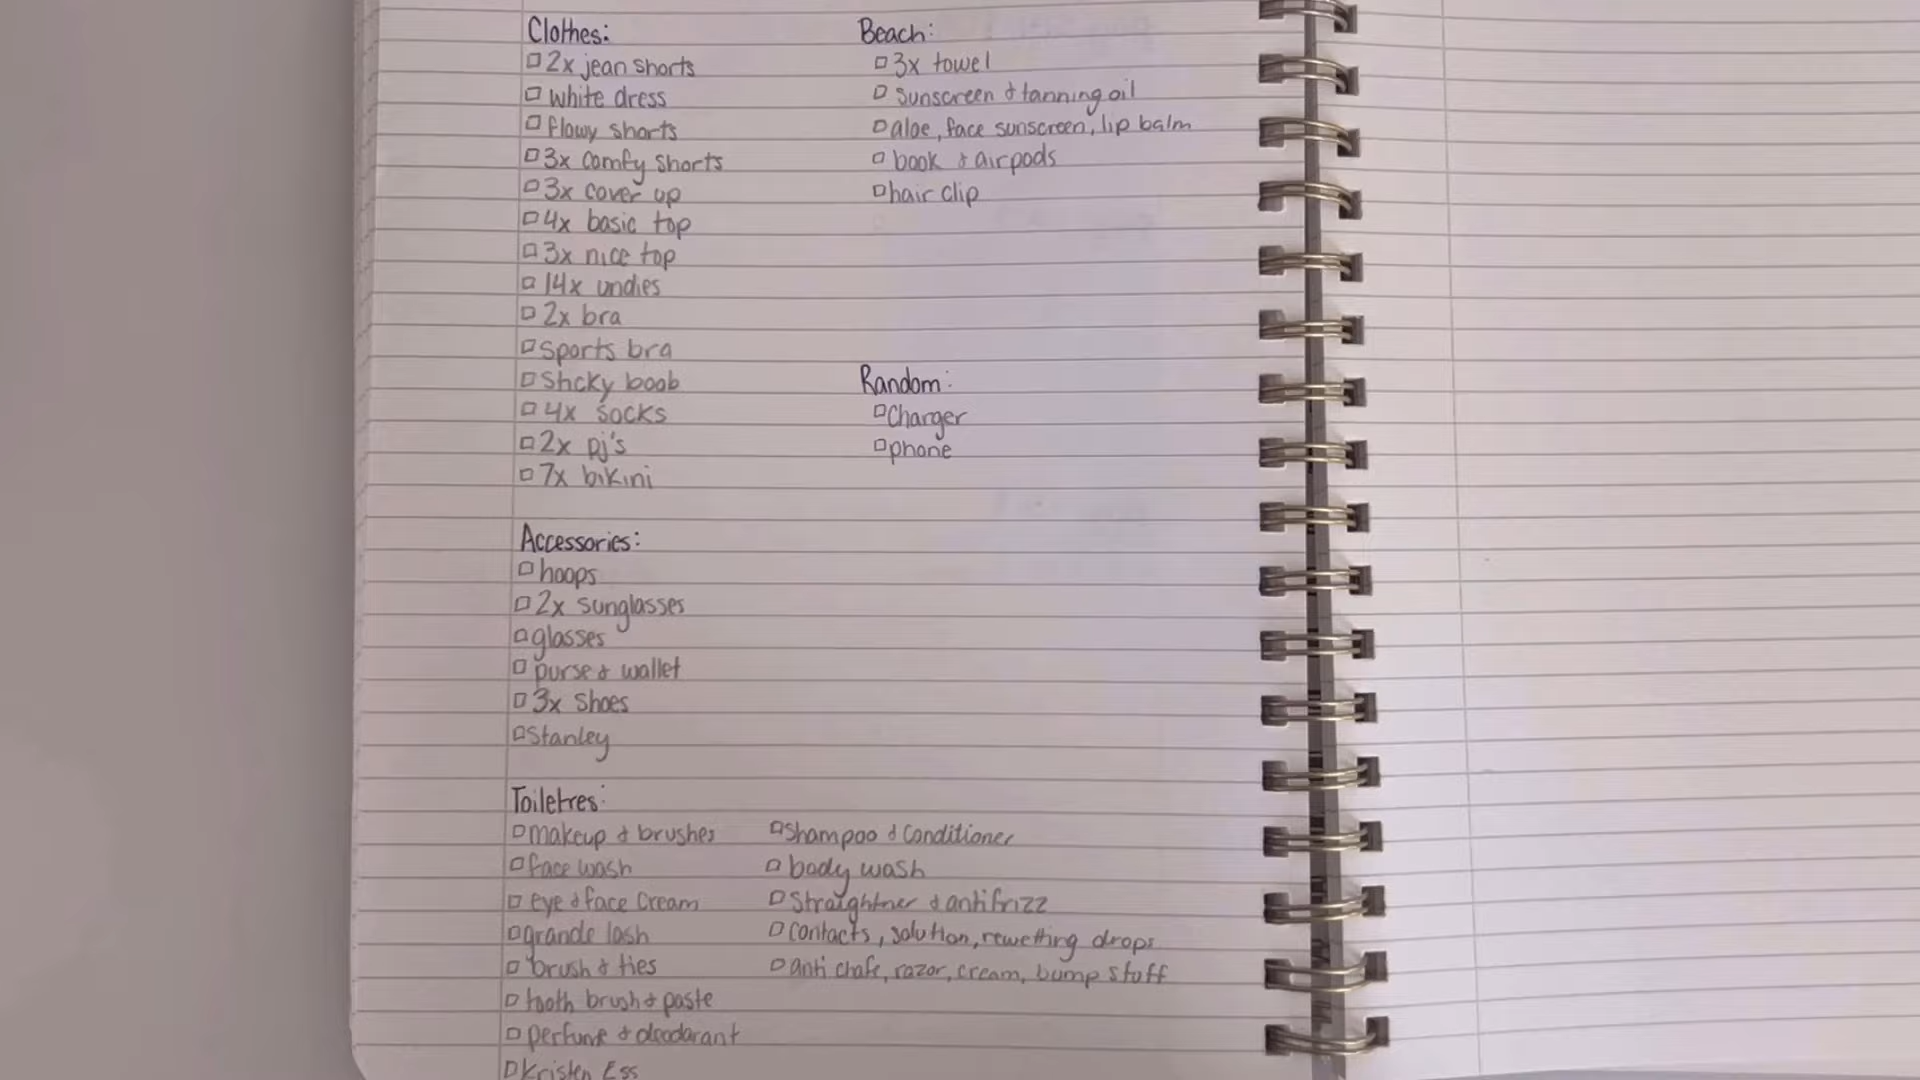 Clothes:
2x jean shorts
white dress
flowy shorts
3x comfy shorts
3x cover up
4x basic top
3x nice top
14x undies
2x bra
Sports bra
Sticky boob
4x socks
2x pj's
7x bikini
Beach:
3x towel
Sunscreen & tanning oil
aloe, face sunscreen, lip balm
book & airpods
hair clip
Random:
Charger
phone
Accessories:
hoops
2x sunglasses
glasses
purse & wallet
3x shoes
Stanley
Toiletres:
makeup & brushes
face wash
eye & face cream
grande lash
brush & ties
tooth brush & paste
perfume & deodarant
Kristen Ess
Shampoo & Conditioner
body wash
Straightner & antifrizz
contacts, solution, rewetting drops
anti chafe, razor, cream, bump stuff